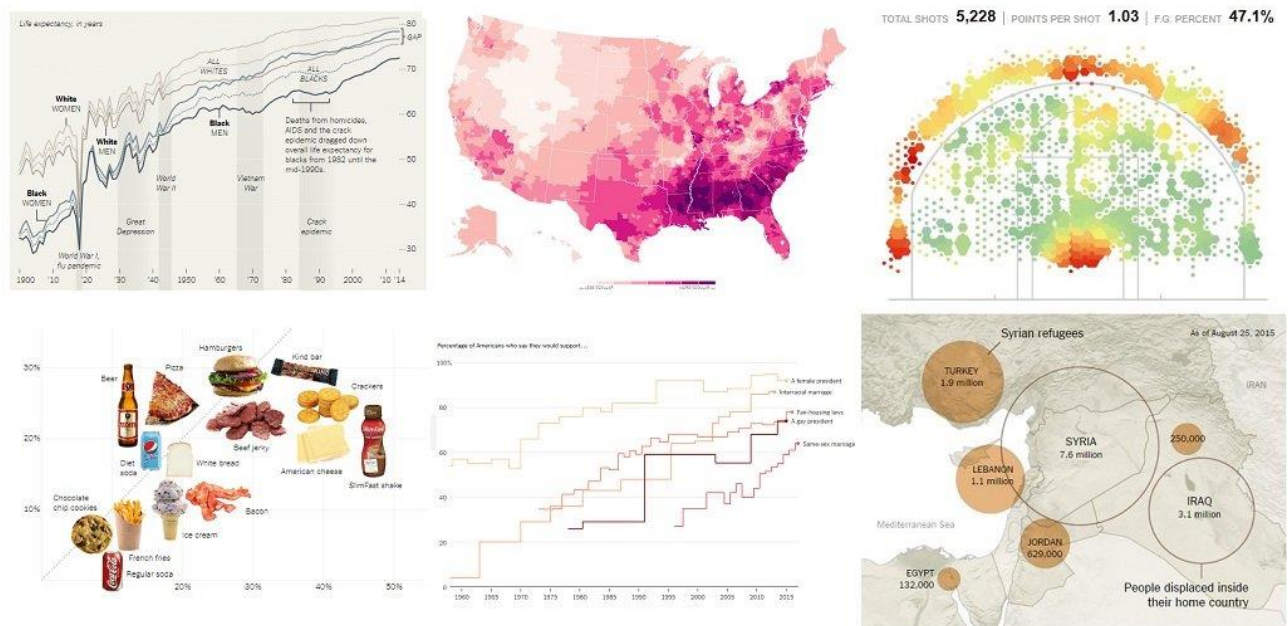 Life expectancy, in years
80
GAP
70
60
50
40
30
ALL
WHITES
ALL
BLACKS
White
WOMEN
White
MEN
Black
MEN
Black
WOMEN
Deaths from homicides,
AIDS and the crack
epidemic dragged down
overall life expectancy for
blacks from 1982 until the
mid-1990s.
World
War II
Vietnam
War
Great
Depression
Crack
epidemic
World War I,
flu pandemic
1900 '10 '20 '30 '40 1950 '60 '70 '80 '90 2000 '10 '14
TOTAL SHOTS 5,228 | POINTS PER SHOT 1.03 | F.G. PERCENT 47.1%
30%
20%
10%
Hamburgers
Kind bar
Pizza
Beer
Crackers
Beef jerky
Diet
soda
White bread
American cheese
SlimFast shake
Chocolate
chip cookies
Bacon
Ice cream
French fries
Regular soda
20% 30% 40% 50%
Percentage of Americans who say they would support...
100%
80
60
40
20
0
A female president
Interracial marriage
Fair-housing laws
A gay president
Same-sex marriage
1960 1965 1970 1975 1980 1985 1990 1995 2000 2005 2010 2015
Syrian refugees
As of August 25, 2015
TURKEY
1.9 million
IRAN
SYRIA
7.6 million
250,000
LEBANON
1.1 million
IRAQ
3.1 million
Mediterranean Sea
JORDAN
629,000
EGYPT
132,000
People displaced inside
their home country